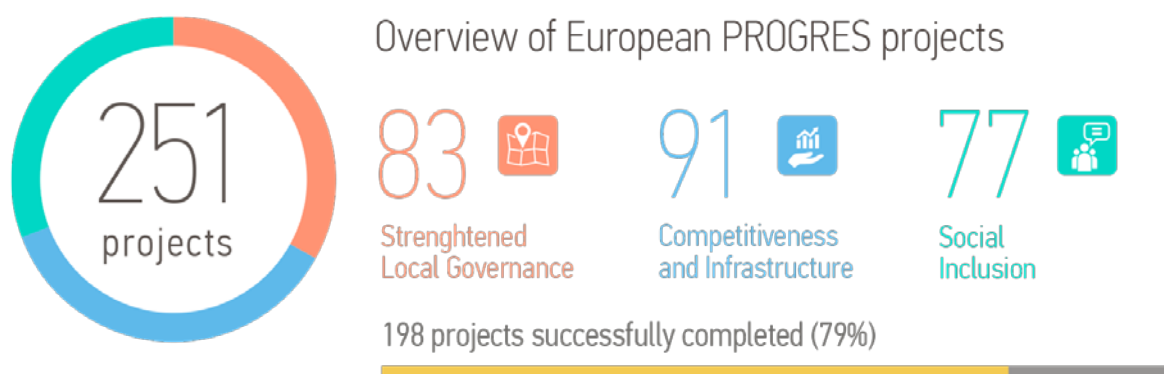 251
projects
Overview of European PROGRES projects
83
Strenghtened
Local Governance
91
Competitiveness
and Infrastructure
77
Social
Inclusion
198 projects successfully completed (79%)